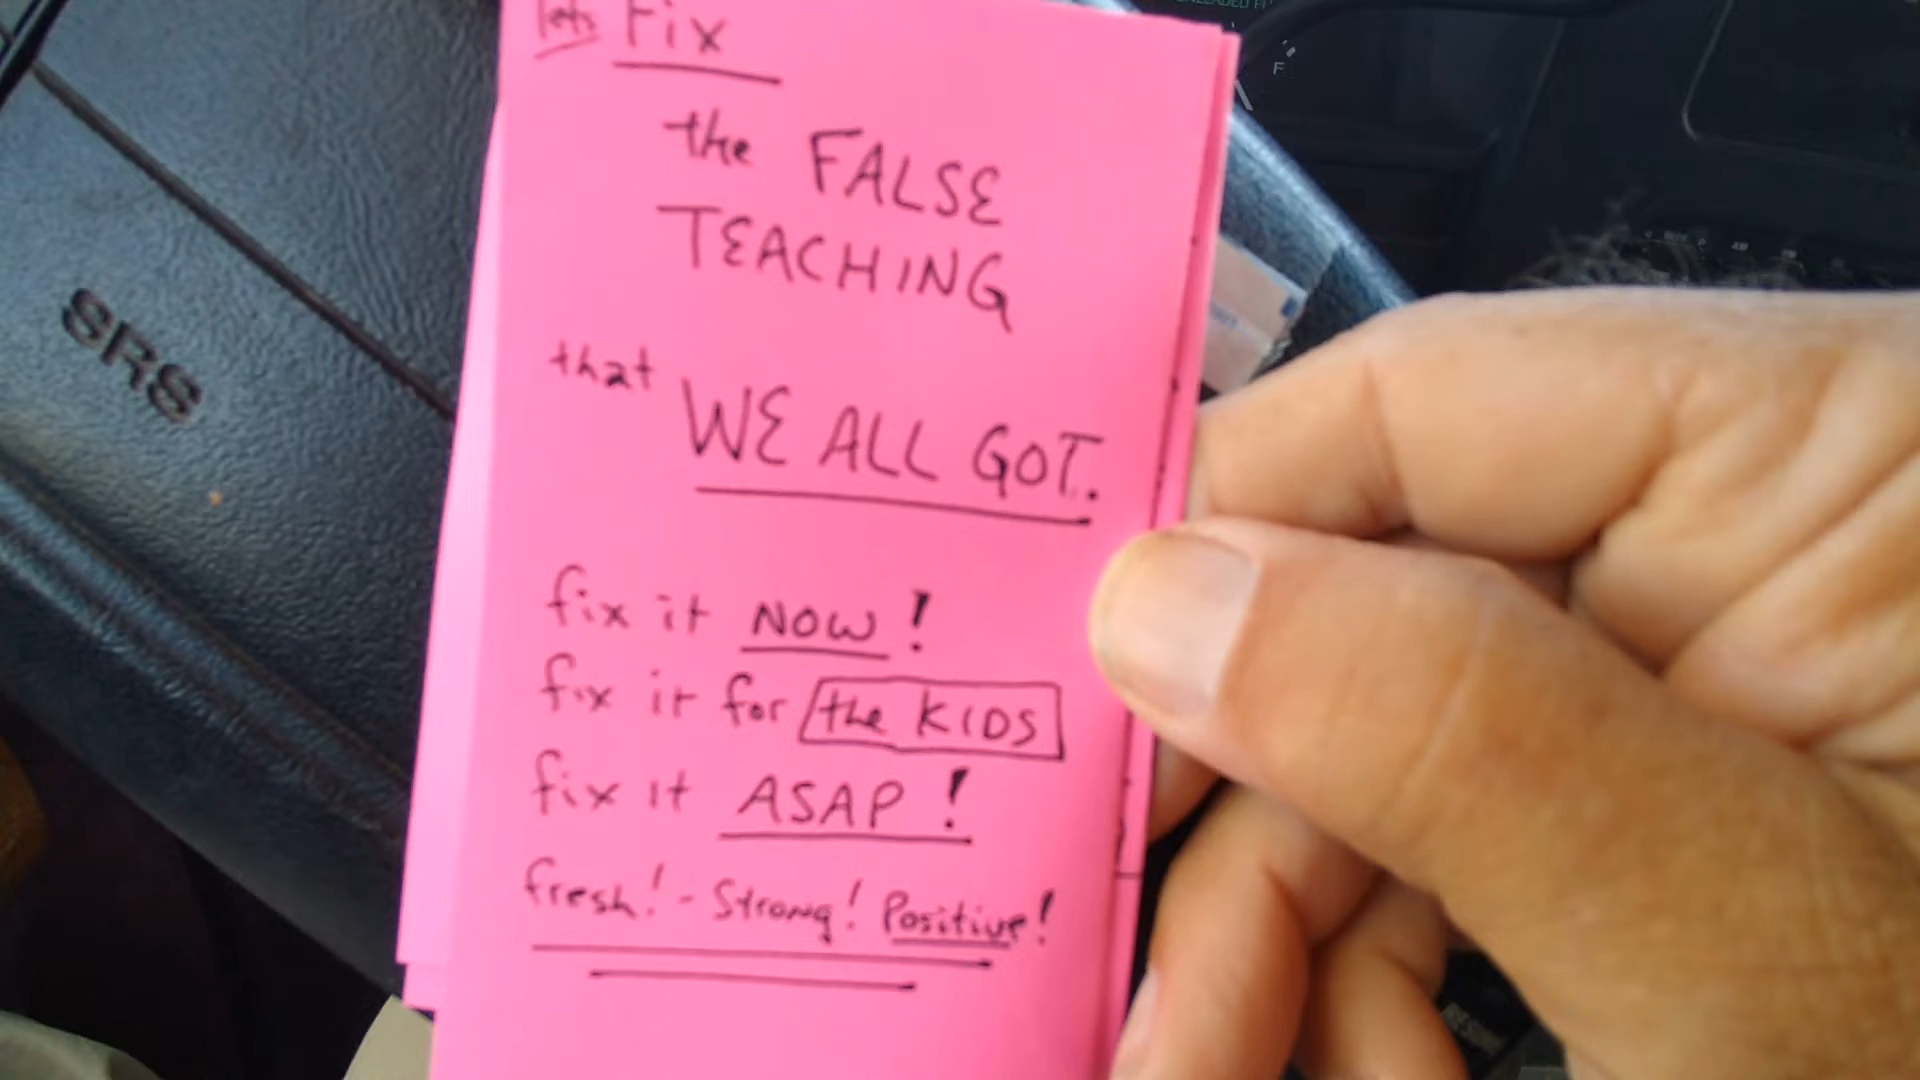 lets Fix
the FALSE
TEACHING
that WE ALL GOT.
fix it NOW!
fix it for the KIDS
fix it ASAP!
fresh! - Strong! Positive!
SRS
F